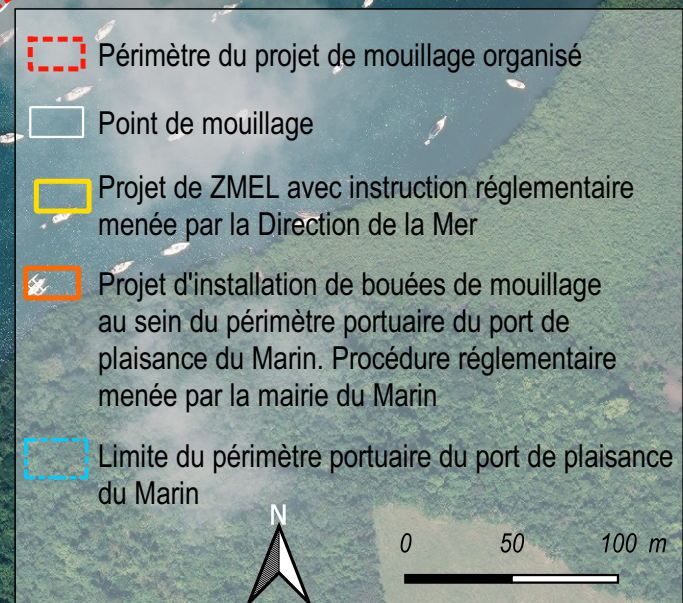 Périmètre du projet de mouillage organisé
Point de mouillage
Projet de ZMEL avec instruction réglementaire
menée par la Direction de la Mer
Projet d'installation de bouées de mouillage
au sein du périmètre portuaire du port de
plaisance du Marin. Procédure réglementaire
menée par la mairie du Marin
Limite du périmètre portuaire du port de plaisance
du Marin
N
0 50 100 m